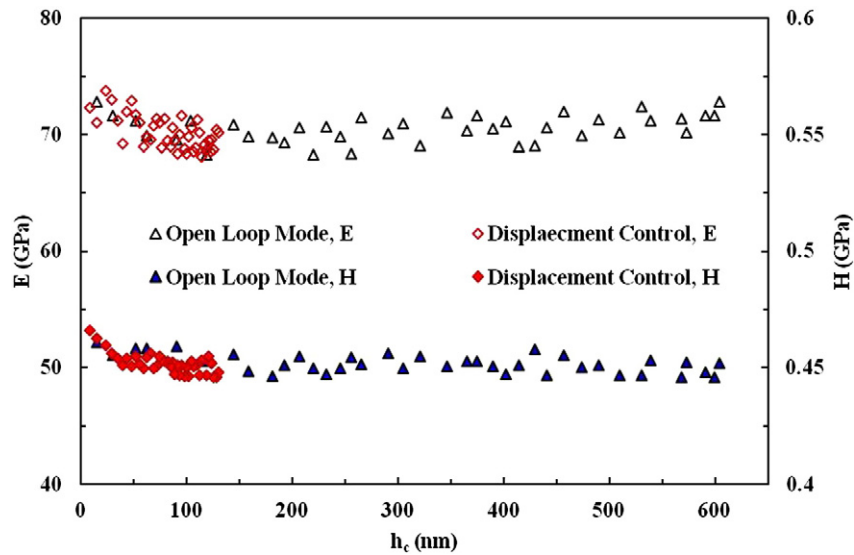 80
70
60
50
40
E (GPa)
0.6
0.55
0.5
0.45
0.4
H (GPa)
Open Loop Mode, E
Displaecment Control, E
Open Loop Mode, H
Displacement Control, H
0
100
200
300
400
500
600
h_c (nm)